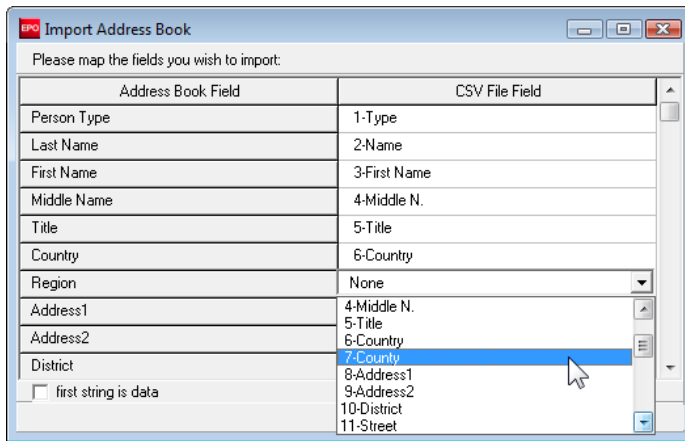 EPO Import Address Book
Please map the fields you wish to import:
Address Book Field CSV File Field
Person Type 1-Type
Last Name 2-Name
First Name 3-First Name
Middle Name 4-Middle N.
Title 5-Title
Country 6-Country
Region None
Address1 4-Middle N.
5-Title
Address2 6-Country
7-County
District 8-Address1
first string is data 9-Address2
10-District
11-Street